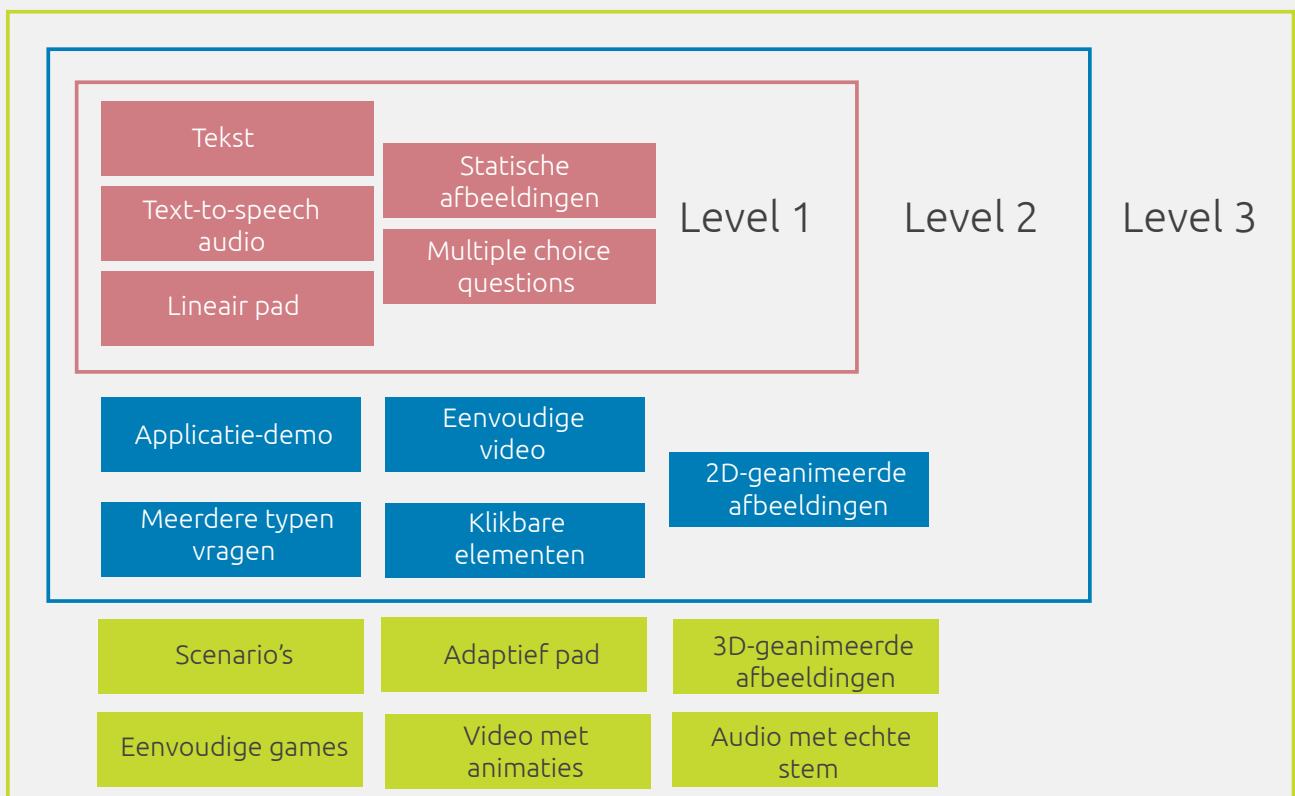 Tekst
Text-to-speech
audio
Lineair pad
Statische
afbeeldingen
Multiple choice
questions
Level 1
Level 2
Level 3
Applicatie-demo
Eenvoudige
video
Meerdere typen
vragen
Klikbare
elementen
2D-geanimeerde
afbeeldingen
Scenario's
Adaptief pad
3D-geanimeerde
afbeeldingen
Eenvoudige games
Video met
animaties
Audio met echte
stem